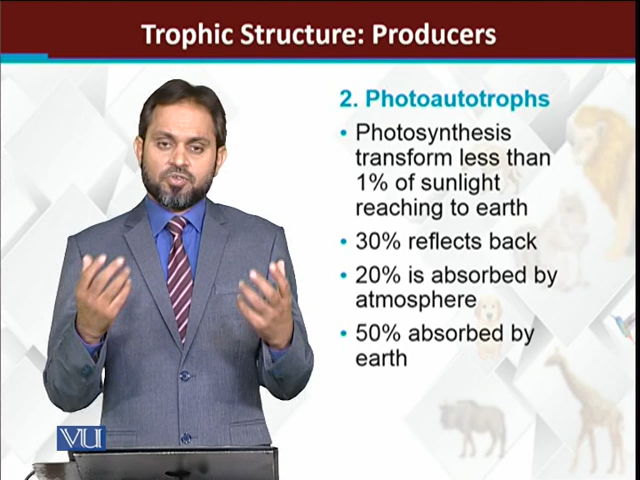 Trophic Structure: Producers
2. Photoautotrophs
• Photosynthesis
transform less than
1% of sunlight
reaching to earth
• 30% reflects back
• 20% is absorbed by
atmosphere
• 50% absorbed by
earth
VU